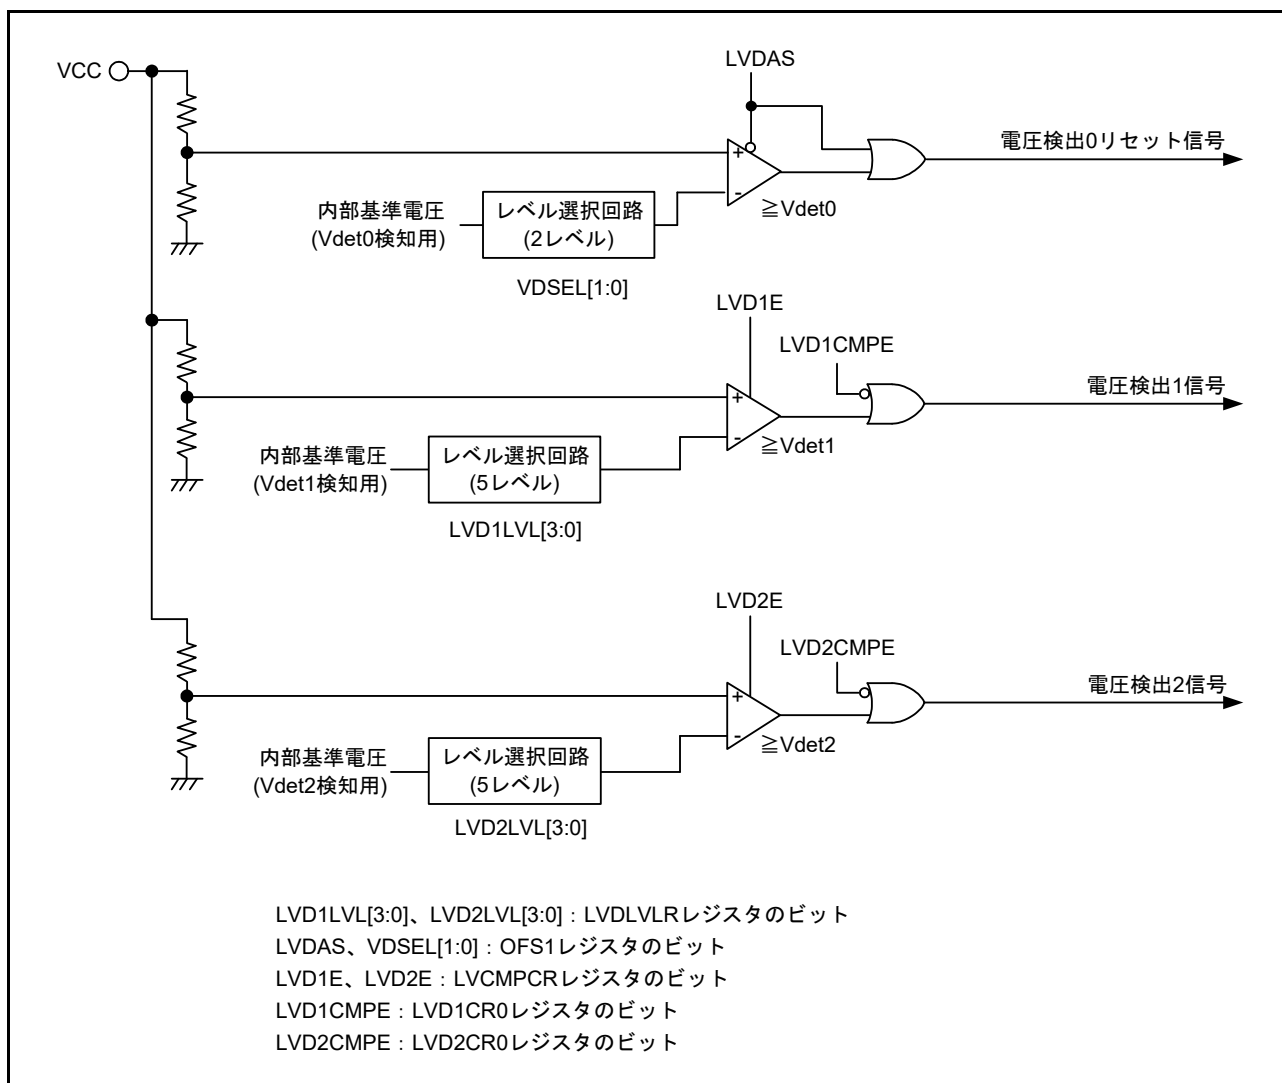 LVDAS
VCC
電圧検出0リセット信号
+
-
≧Vdet0
内部基準電圧
(Vdet0検知用)
レベル選択回路
(2レベル)
VDSEL[1:0]
LVD1E
LVD1CMPE
電圧検出1信号
+
-
≧Vdet1
内部基準電圧
(Vdet1検知用)
レベル選択回路
(5レベル)
LVD1LVL[3:0]
LVD2E
LVD2CMPE
電圧検出2信号
+
-
≧Vdet2
内部基準電圧
(Vdet2検知用)
レベル選択回路
(5レベル)
LVD2LVL[3:0]
LVD1LVL[3:0]、LVD2LVL[3:0]：LVDLVLRレジスタのビット
LVDAS、VDSEL[1:0]：OFS1レジスタのビット
LVD1E、LVD2E：LVCMPCRレジスタのビット
LVD1CMPE：LVD1CR0レジスタのビット
LVD2CMPE：LVD2CR0レジスタのビット